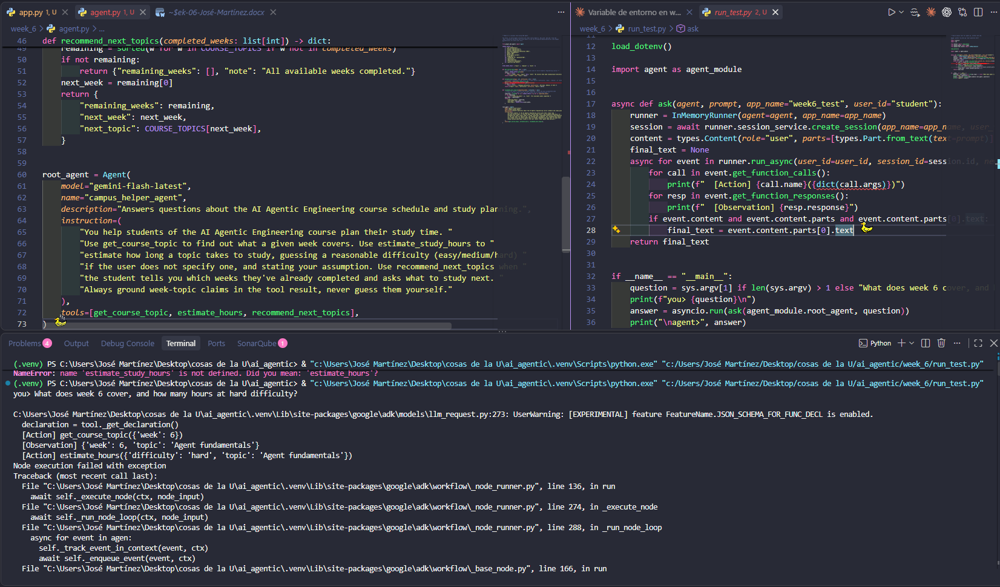 app.py 1, U
agent.py 1, U
~$ek-06-José-Martínez.docx
week_6 > agent.py > ...
46 def recommend_next_topics(completed_weeks: list[int]) -> dict:
49 remaining = sorted(w for w in COURSE_TOPICS if w not in completed_weeks)
50 if not remaining:
51 return {"remaining_weeks": [], "note": "All available weeks completed."}
52 next_week = remaining[0]
53 return {
54 "remaining_weeks": remaining,
55 "next_week": next_week,
56 "next_topic": COURSE_TOPICS[next_week],
57 }
58
59
60 root_agent = Agent(
61 model="gemini-flash-latest",
62 name="campus_helper_agent",
63 description="Answers questions about the AI Agentic Engineering course schedule and study planning.",
64 instruction=(
65 "You help students of the AI Agentic Engineering course plan their study time. "
66 "Use get_course_topic to find out what a given week covers. Use estimate_study_hours to "
67 "estimate how long a topic takes to study, guessing a reasonable difficulty (easy/medium/hard) "
68 "if the user does not specify one, and stating your assumption. Use recommend_next_topics when "
69 "the student tells you which weeks they've already completed and asks what to study next. "
70 "Always ground week-topic claims in the tool result, never guess them yourself."
71 ),
72 tools=[get_course_topic, estimate_hours, recommend_next_topics],
73 )
Variable de entorno en w...
run_test.py 2, U
week_6 > run_test.py > ask
11
12 load_dotenv()
13
14 import agent as agent_module
15
16
17 async def ask(agent, prompt, app_name="week6_test", user_id="student"):
18 runner = InMemoryRunner(agent=agent, app_name=app_name)
19 session = await runner.session_service.create_session(app_name=app_name, user_
20 content = types.Content(role="user", parts=[types.Part.from_text(text=prompt)]
21 final_text = None
22 async for event in runner.run_async(user_id=user_id, session_id=session.id, ne
23 for call in event.get_function_calls():
24 print(f"  [Action] {call.name}({dict(call.args)})")
25 for resp in event.get_function_responses():
26 print(f"  [Observation] {resp.response}")
27 if event.content and event.content.parts and event.content.parts[0].text:
28 final_text = event.content.parts[0].text
29 return final_text
30
31
32 if __name__ == "__main__":
33 question = sys.argv[1] if len(sys.argv) > 1 else "What does week 6 cover, and
34 print(f"you> {question}\n")
35 answer = asyncio.run(ask(agent_module.root_agent, question))
36 print("\nagent>", answer)
Problems 4 Output Debug Console Terminal Ports SonarQube 1
Python
(.venv) PS C:\Users\José Martínez\Desktop\cosas de la U\ai_agentic> & "c:\Users\José Martínez\Desktop\cosas de la U\ai_agentic\.venv\Scripts\python.exe" "c:/Users/José Martínez/Desktop/cosas de la U/ai_agentic/week_6/run_test.py"
NameError: name 'estimate_study_hours' is not defined. Did you mean: 'estimate_hours'?
(.venv) PS C:\Users\José Martínez\Desktop\cosas de la U\ai_agentic> & "c:\Users\José Martínez\Desktop\cosas de la U\ai_agentic\.venv\Scripts\python.exe" "c:/Users/José Martínez/Desktop/cosas de la U/ai_agentic/week_6/run_test.py"
you> What does week 6 cover, and how many hours at hard difficulty?
C:\Users\José Martínez\Desktop\cosas de la U\ai_agentic\.venv\Lib\site-packages\google\adk\models\llm_request.py:273: UserWarning: [EXPERIMENTAL] feature FeatureName.JSON_SCHEMA_FOR_FUNC_DECL is enabled.
declaration = tool._get_declaration()
[Action] get_course_topic({'week': 6})
[Observation] {'week': 6, 'topic': 'Agent fundamentals'}
[Action] estimate_hours({'difficulty': 'hard', 'topic': 'Agent fundamentals'})
Node execution failed with exception
Traceback (most recent call last):
File "C:\Users\José Martínez\Desktop\cosas de la U\ai_agentic\.venv\Lib\site-packages\google\adk\workflow\_node_runner.py", line 136, in run
await self._execute_node(ctx, node_input)
File "C:\Users\José Martínez\Desktop\cosas de la U\ai_agentic\.venv\Lib\site-packages\google\adk\workflow\_node_runner.py", line 274, in _execute_node
await self._run_node_loop(ctx, node_input)
File "C:\Users\José Martínez\Desktop\cosas de la U\ai_agentic\.venv\Lib\site-packages\google\adk\workflow\_node_runner.py", line 288, in _run_node_loop
async for event in agen:
self._track_event_in_context(event, ctx)
await self._enqueue_event(event, ctx)
File "C:\Users\José Martínez\Desktop\cosas de la U\ai_agentic\.venv\Lib\site-packages\google\adk\workflow\_base_node.py", line 166, in run